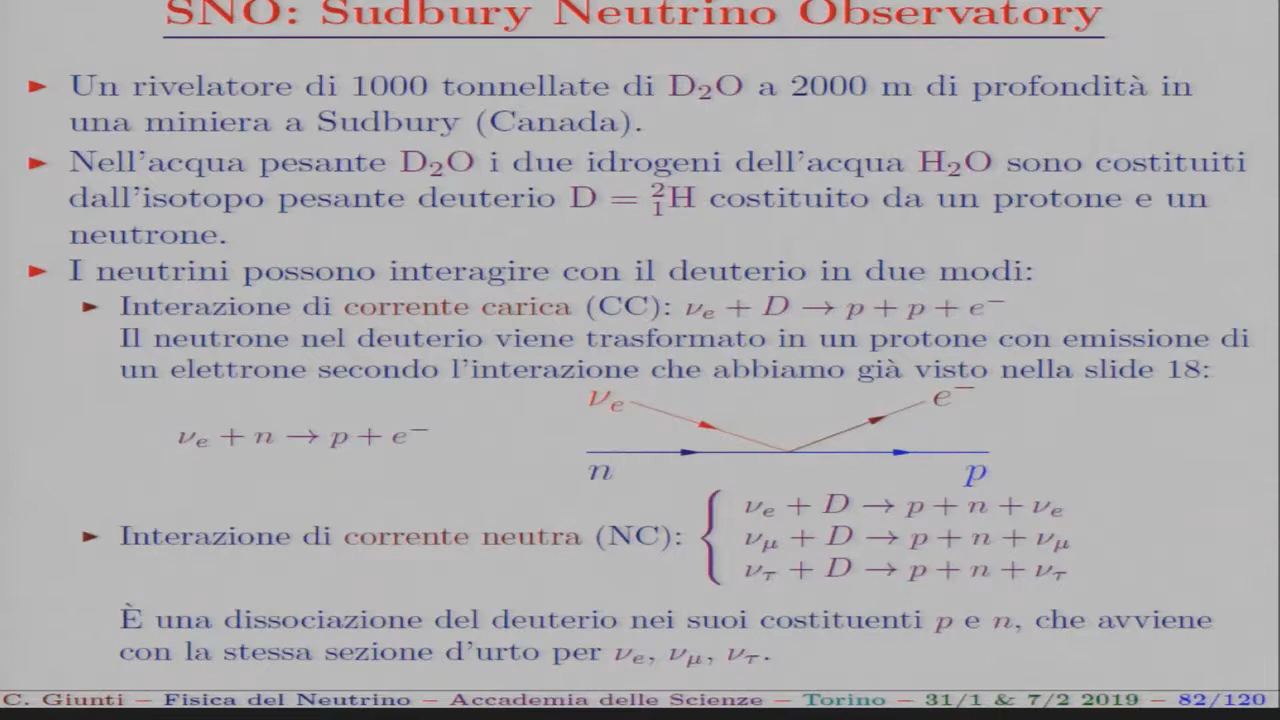 SNO: Sudbury Neutrino Observatory
► Un rivelatore di 1000 tonnellate di D₂O a 2000 m di profondità in
una miniera a Sudbury (Canada).
► Nell'acqua pesante D₂O i due idrogeni dell'acqua H₂O sono costituiti
dall'isotopo pesante deuterio D = ²₁H costituito da un protone e un
neutrone.
► I neutrini possono interagire con il deuterio in due modi:
► Interazione di corrente carica (CC): νₑ + D → p + p + e⁻
Il neutrone nel deuterio viene trasformato in un protone con emissione di
un elettrone secondo l'interazione che abbiamo già visto nella slide 18:
νₑ e⁻
νₑ + n → p + e⁻
n p
νₑ + D → p + n + νₑ
► Interazione di corrente neutra (NC): { ν_μ + D → p + n + ν_μ
ν_τ + D → p + n + ν_τ
È una dissociazione del deuterio nei suoi costituenti p e n, che avviene
con la stessa sezione d'urto per νₑ, ν_μ, ν_τ.
C. Giunti − Fisica del Neutrino − Accademia delle Scienze − Torino − 31/1 & 7/2 2019 − 82/120